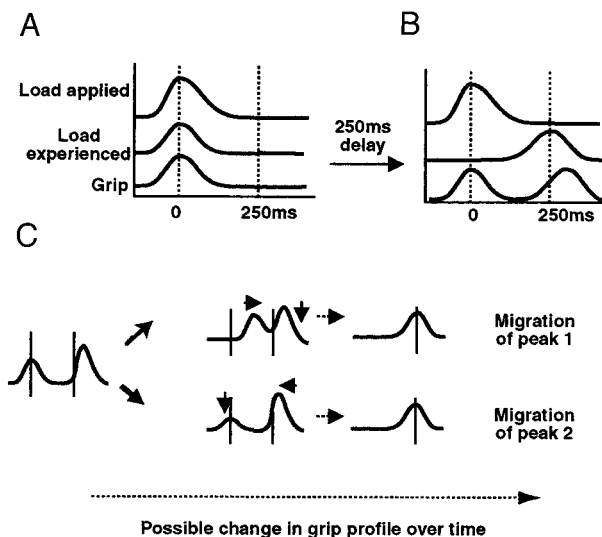 A
B
Load applied
Load
experienced
Grip
0
250ms
250ms
delay
0
250ms
C
Migration
of peak 1
Migration
of peak 2
Possible change in grip profile over time